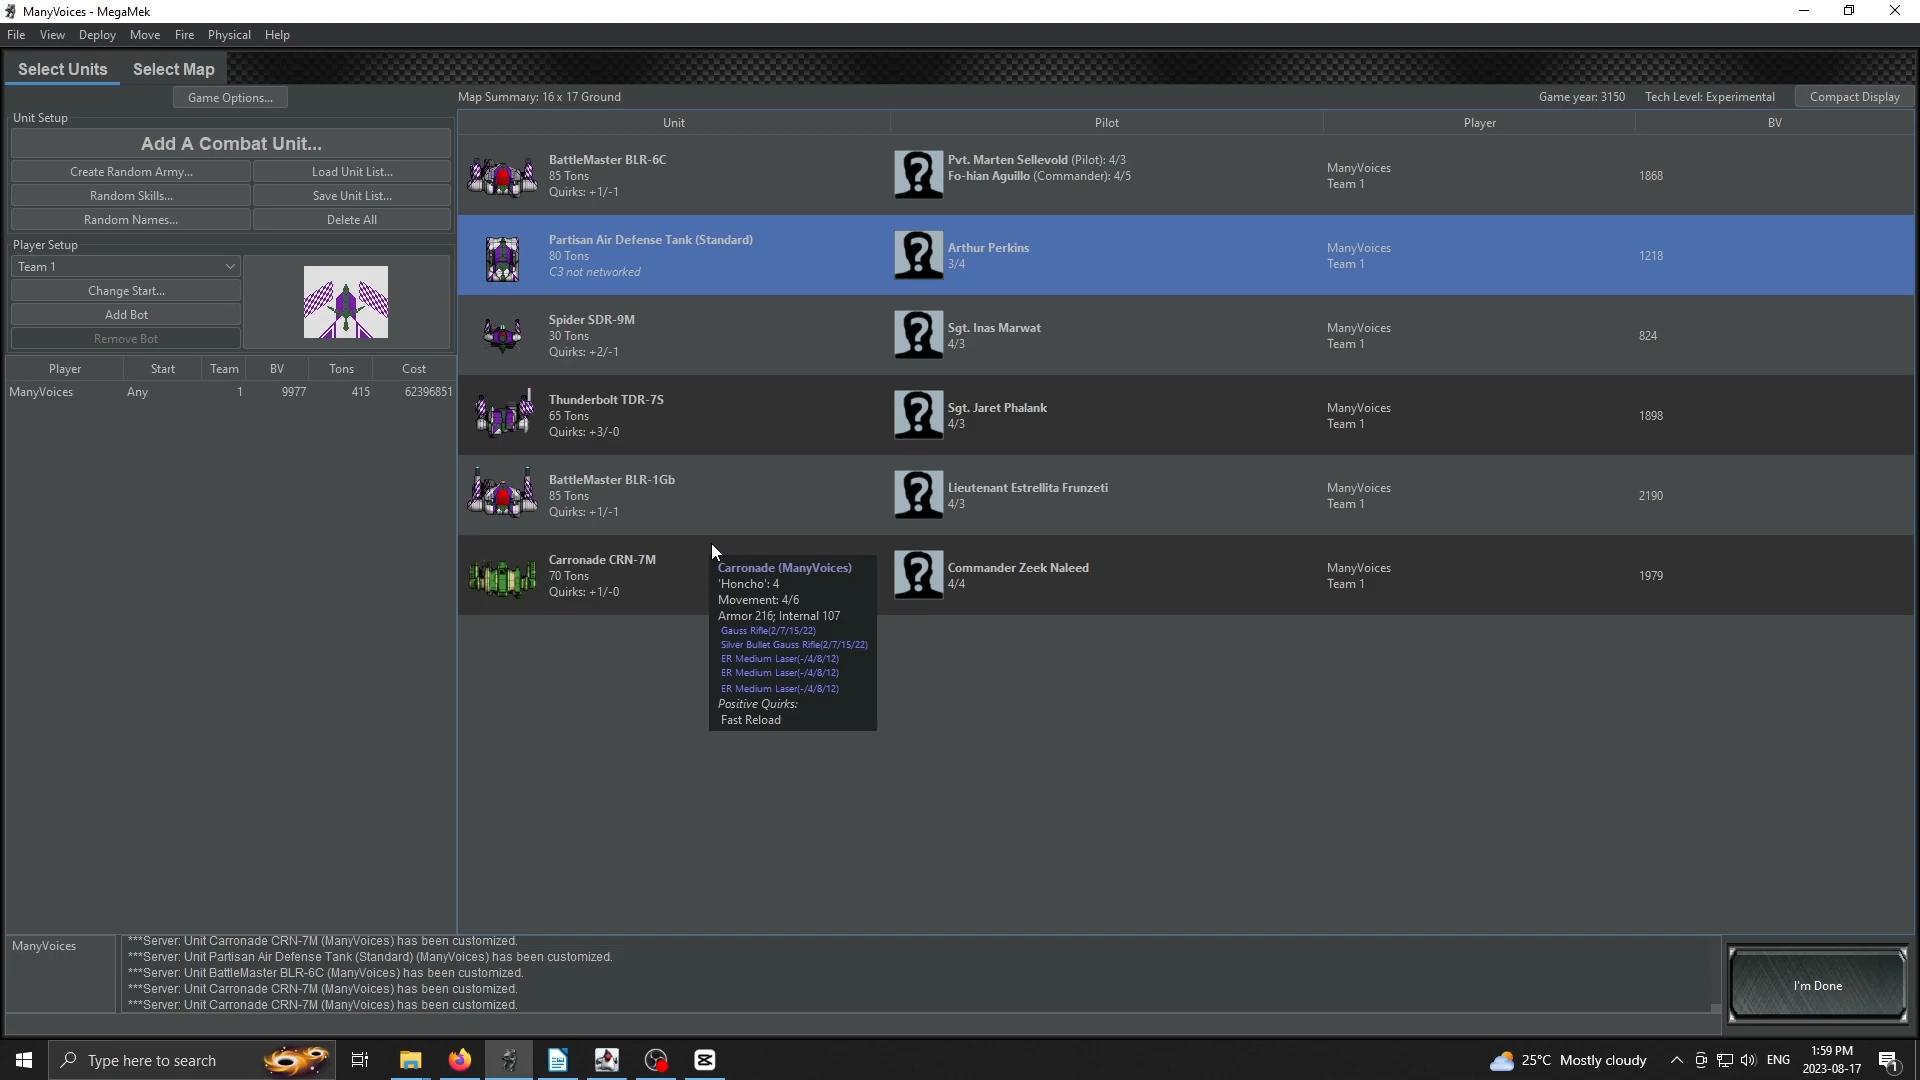 ManyVoices - MegaMek
File View Deploy Move Fire Physical Help
Select Units Select Map
Game Options...
Map Summary: 16 x 17 Ground
Game year: 3150 Tech Level: Experimental Compact Display
Unit Setup
Add A Combat Unit...
Create Random Army... Load Unit List...
Random Skills... Save Unit List...
Random Names... Delete All
Player Setup
Team 1
Change Start...
Add Bot
Remove Bot
Player Start Team BV Tons Cost
ManyVoices Any 1 9977 415 62396851
Unit Pilot Player BV
BattleMaster BLR-6C
85 Tons
Quirks: +1/-1
Pvt. Marten Sellevold (Pilot): 4/3
Fo-hian Aguillo (Commander): 4/5
ManyVoices
Team 1
1868
Partisan Air Defense Tank (Standard)
80 Tons
C3 not networked
Arthur Perkins
3/4
ManyVoices
Team 1
1218
Spider SDR-9M
30 Tons
Quirks: +2/-1
Sgt. Inas Marwat
4/3
ManyVoices
Team 1
824
Thunderbolt TDR-7S
65 Tons
Quirks: +3/-0
Sgt. Jaret Phalank
4/3
ManyVoices
Team 1
1898
BattleMaster BLR-1Gb
85 Tons
Quirks: +1/-1
Lieutenant Estrellita Frunzeti
4/3
ManyVoices
Team 1
2190
Carronade CRN-7M
70 Tons
Quirks: +1/-0
Commander Zeek Naleed
4/4
ManyVoices
Team 1
1979
Carronade (ManyVoices)
'Honcho': 4
Movement: 4/6
Armor 216; Internal 107
Gauss Rifle(2/7/15/22)
Silver Bullet Gauss Rifle(2/7/15/22)
ER Medium Laser(-/4/8/12)
ER Medium Laser(-/4/8/12)
ER Medium Laser(-/4/8/12)
Positive Quirks:
Fast Reload
ManyVoices
***Server: Unit Carronade CRN-7M (ManyVoices) has been customized.
***Server: Unit Partisan Air Defense Tank (Standard) (ManyVoices) has been customized.
***Server: Unit BattleMaster BLR-6C (ManyVoices) has been customized.
***Server: Unit Carronade CRN-7M (ManyVoices) has been customized.
***Server: Unit Carronade CRN-7M (ManyVoices) has been customized.
I'm Done
Type here to search
25°C Mostly cloudy
ENG
1:59 PM
2023-08-17
1